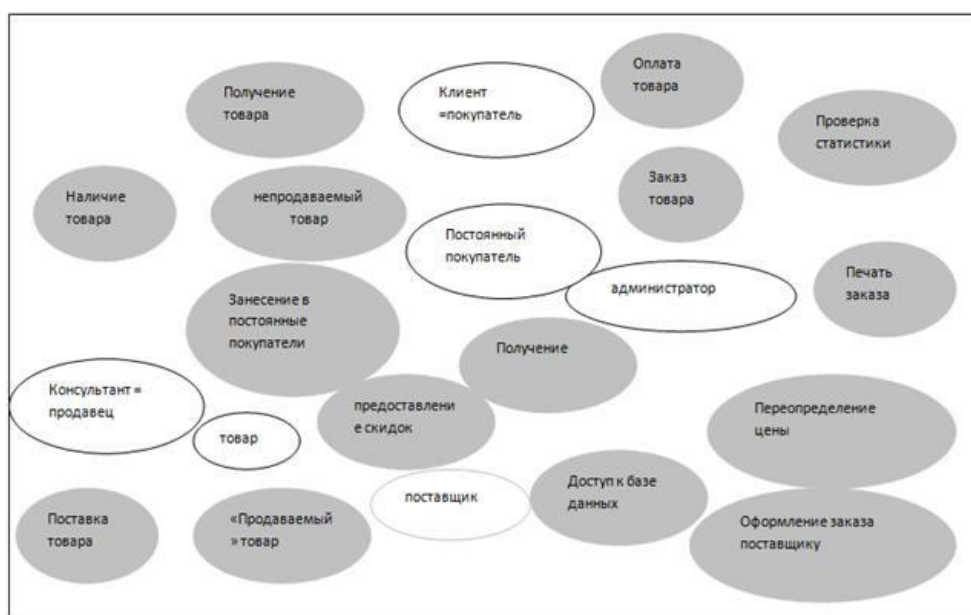 Получение
товара
Клиент
=покупатель
Оплата
товара
Проверка
статистики
Наличие
товара
непродаваемый
товар
Заказ
товара
Постоянный
покупатель
администратор
Печать
заказа
Занесение в
постоянные
покупатели
Получение
Консультант =
продавец
товар
предоставлени
е скидок
Переопределение
цены
поставщик
Доступ к базе
данных
Поставка
товара
«Продаваемый
» товар
Оформление заказа
поставщику